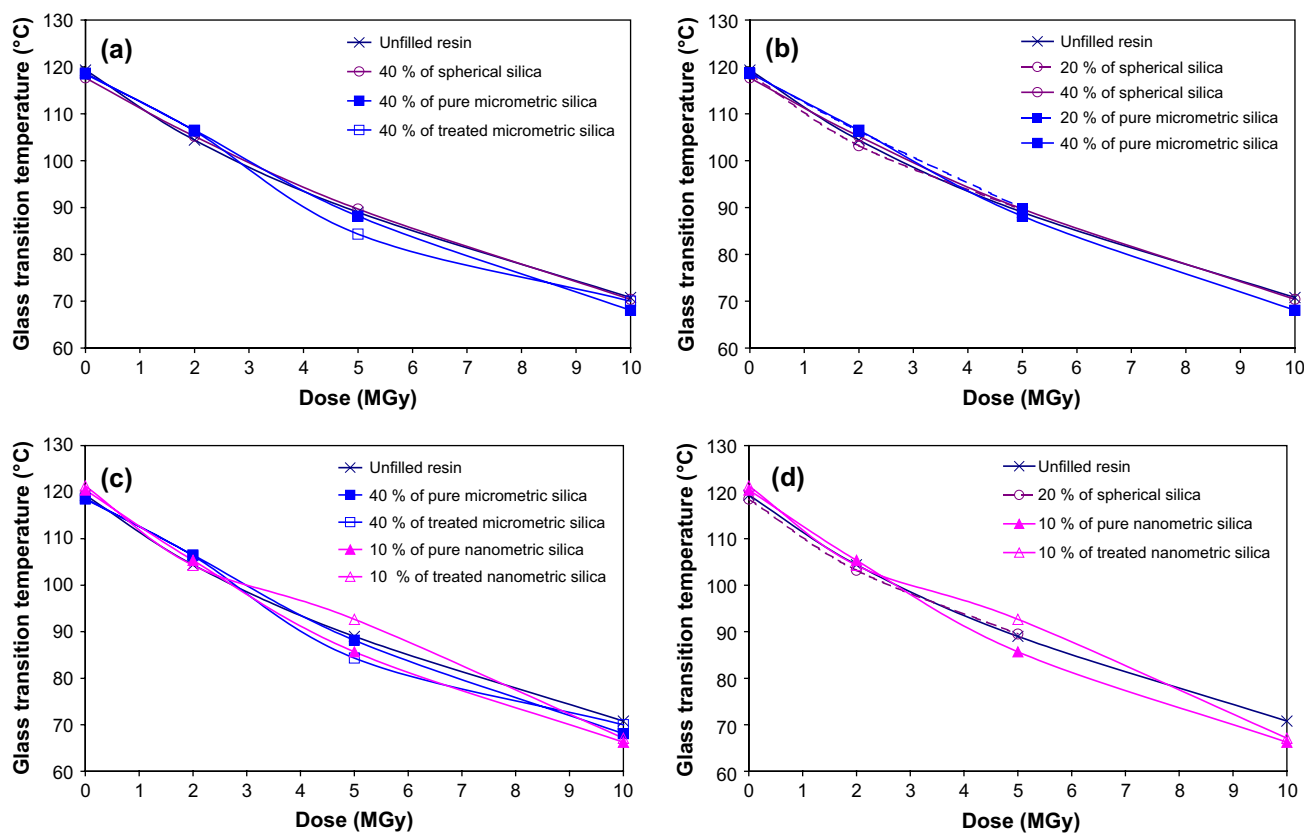 (a)
Glass transition temperature (°C)
130
120
110
100
90
80
70
60
Unfilled resin
40 % of spherical silica
40 % of pure micrometric silica
40 % of treated micrometric silica
0 1 2 3 4 5 6 7 8 9 10
Dose (MGy)
(b)
Glass transition temperature (°C)
130
120
110
100
90
80
70
60
Unfilled resin
20 % of spherical silica
40 % of spherical silica
20 % of pure micrometric silica
40 % of pure micrometric silica
0 1 2 3 4 5 6 7 8 9 10
Dose (MGy)
(c)
Glass transition temperature (°C)
130
120
110
100
90
80
70
60
Unfilled resin
40 % of pure micrometric silica
40 % of treated micrometric silica
10 % of pure nanometric silica
10 % of treated nanometric silica
0 1 2 3 4 5 6 7 8 9 10
Dose (MGy)
(d)
Glass transition temperature (°C)
130
120
110
100
90
80
70
60
Unfilled resin
20 % of spherical silica
10 % of pure nanometric silica
10 % of treated nanometric silica
0 1 2 3 4 5 6 7 8 9 10
Dose (MGy)